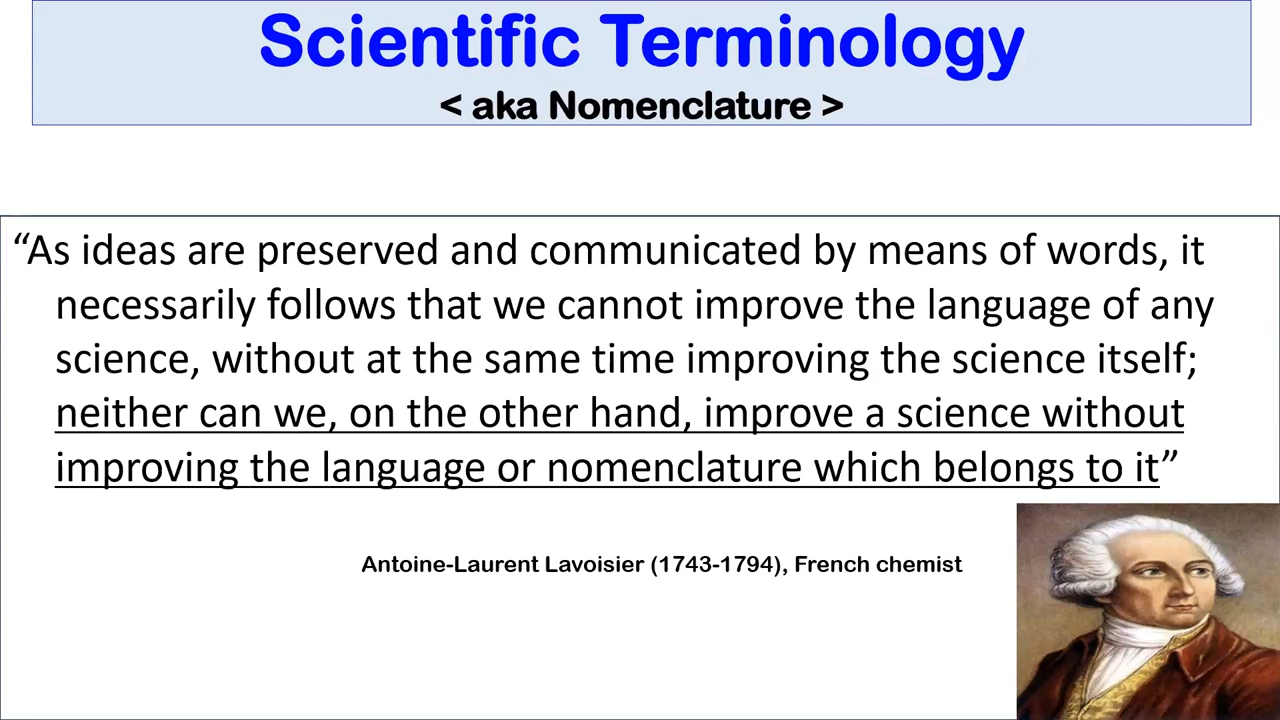 Scientific Terminology
< aka Nomenclature >
“As ideas are preserved and communicated by means of words, it
necessarily follows that we cannot improve the language of any
science, without at the same time improving the science itself;
neither can we, on the other hand, improve a science without
improving the language or nomenclature which belongs to it”
Antoine-Laurent Lavoisier (1743-1794), French chemist